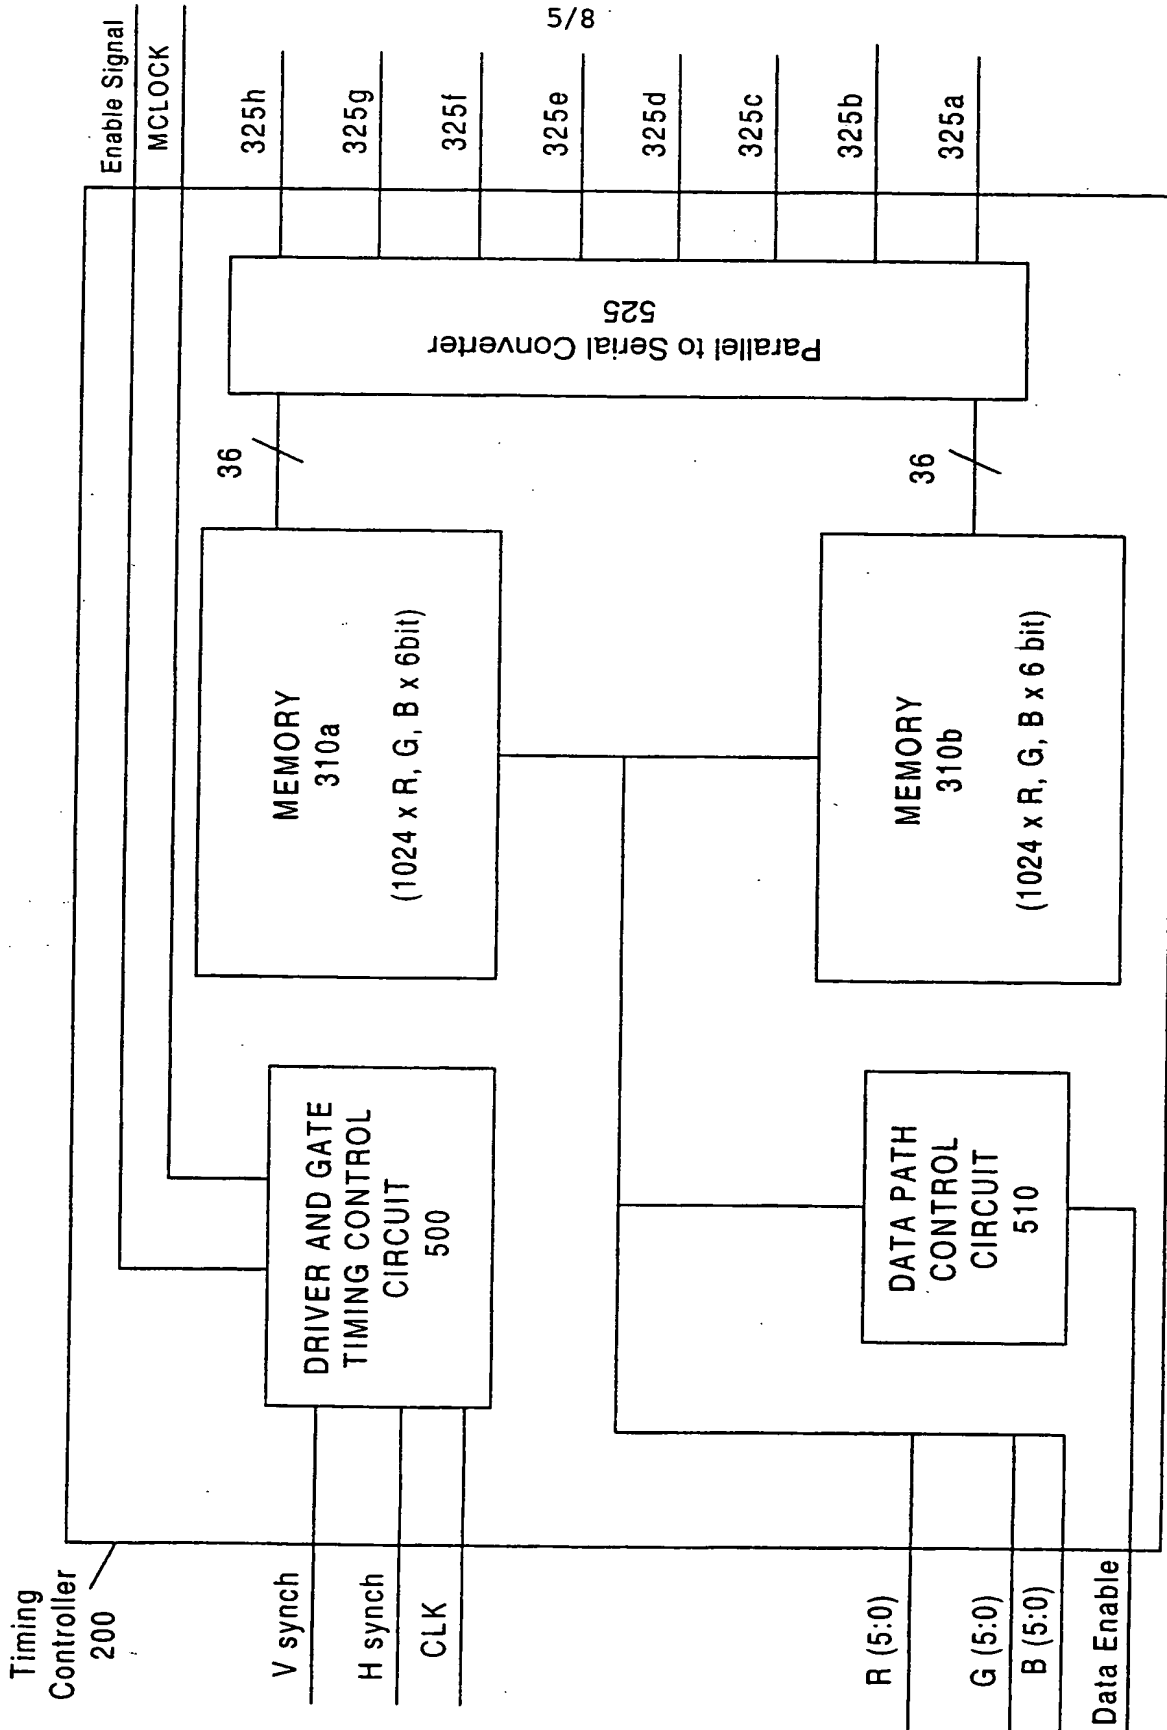 5/8
Timing
Controller
200
Enable Signal
MCLOCK
V synch
H synch
CLK
DRIVER AND GATE
TIMING CONTROL
CIRCUIT
500
MEMORY
310a
(1024 x R, G, B x 6bit)
36
Parallel to Serial Converter
525
325h
325g
325f
325e
325d
325c
325b
325a
R (5:0)
G (5:0)
B (5:0)
Data Enable
DATA PATH
CONTROL
CIRCUIT
510
MEMORY
310b
(1024 x R, G, B x 6 bit)
36